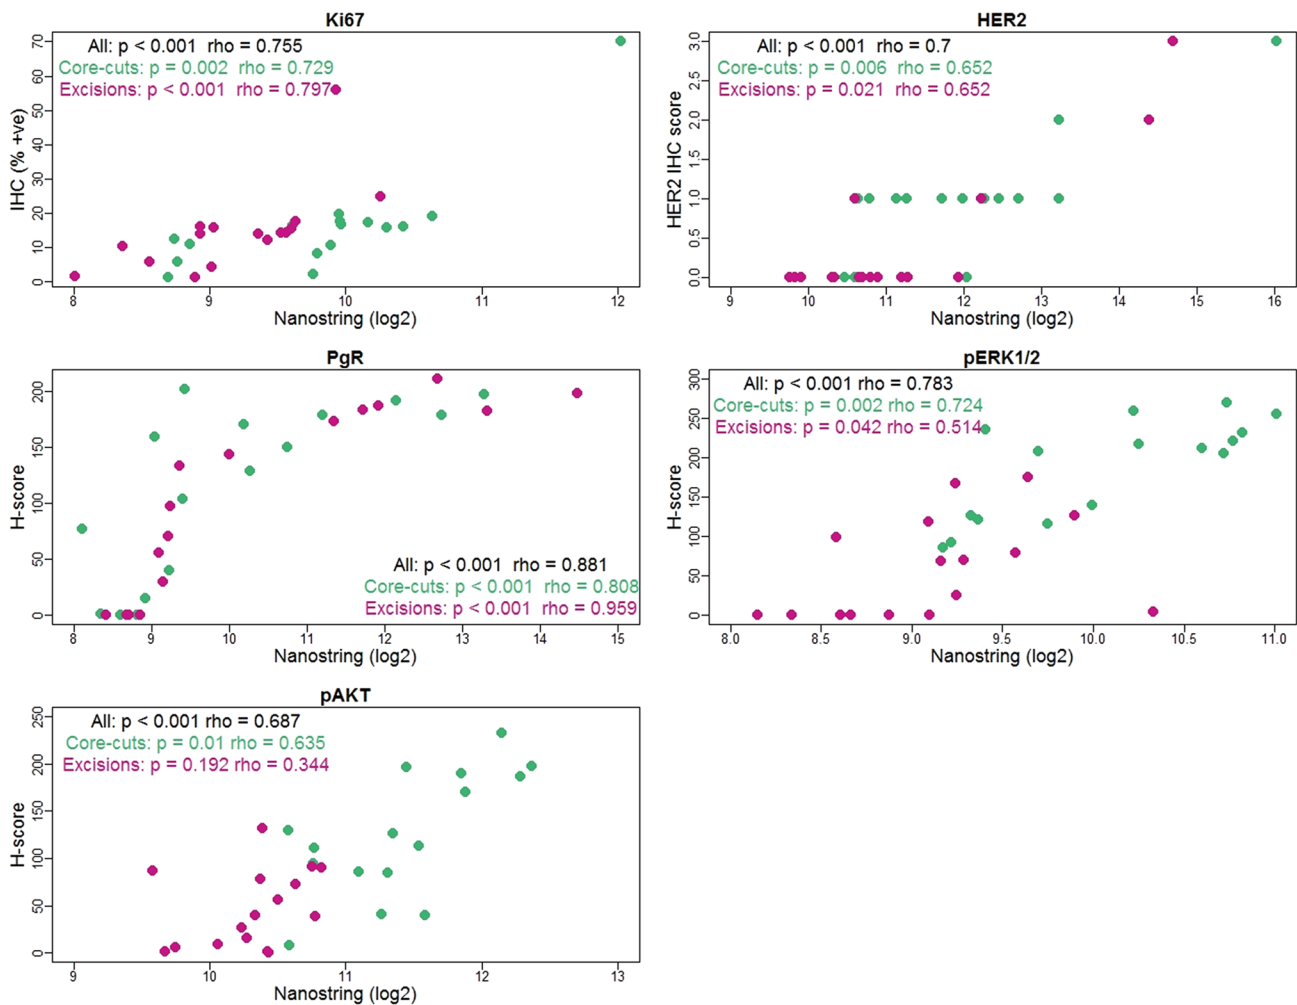 Ki67
All: p < 0.001 rho = 0.755
Core-cuts: p = 0.002 rho = 0.729
Excisions: p < 0.001 rho = 0.797
IHC (% +ve)
70
60
50
40
30
20
10
0
8 9 10 11 12
Nanostring (log2)
HER2
All: p < 0.001 rho = 0.7
Core-cuts: p = 0.006 rho = 0.652
Excisions: p = 0.021 rho = 0.652
HER2 IHC score
3.0
2.5
2.0
1.5
1.0
0.5
0.0
9 10 11 12 13 14 15 16
Nanostring (log2)
PgR
H-score
200
150
100
50
0
All: p < 0.001 rho = 0.881
Core-cuts: p < 0.001 rho = 0.808
Excisions: p < 0.001 rho = 0.959
8 9 10 11 12 13 14 15
Nanostring (log2)
pERK1/2
All: p < 0.001 rho = 0.783
Core-cuts: p = 0.002 rho = 0.724
Excisions: p = 0.042 rho = 0.514
H-score
300
250
200
150
100
50
0
8.0 8.5 9.0 9.5 10.0 10.5 11.0
Nanostring (log2)
pAKT
All: p < 0.001 rho = 0.687
Core-cuts: p = 0.01 rho = 0.635
Excisions: p = 0.192 rho = 0.344
H-score
250
200
150
100
50
0
9 10 11 12 13
Nanostring (log2)